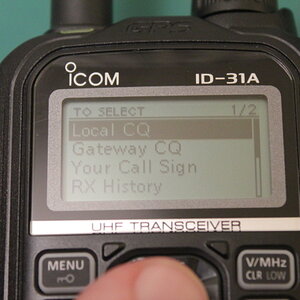 GPS
ICOM ID-31A
TO SELECT 1/2
Local CQ
Gateway CQ
Your Call Sign
RX History
UHF TRANSCEIVER
MENU
V/MHz
CLR LOW